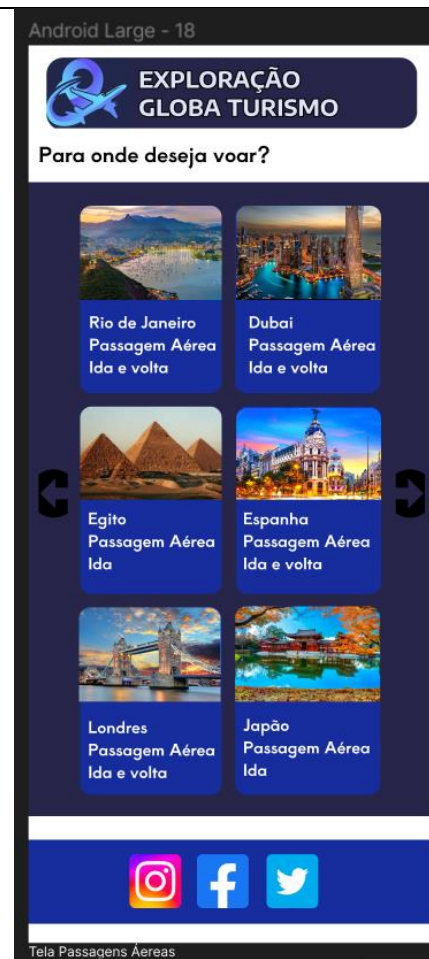 Android Large - 18
EXPLORAÇÃO
GLOBA TURISMO
Para onde deseja voar?
Rio de Janeiro
Passagem Aérea
Ida e volta
Dubai
Passagem Aérea
Ida e volta
Egito
Passagem Aérea
Ida
Espanha
Passagem Aérea
Ida e volta
Londres
Passagem Aérea
Ida e volta
Japão
Passagem Aérea
Ida
Tela Passagens Áereas